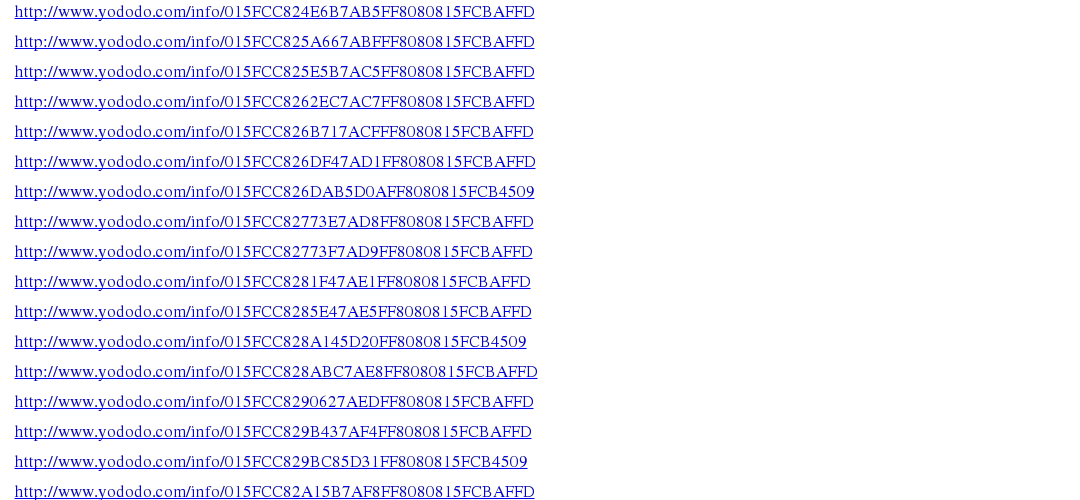 http://www.yododo.com/info/015FCC824E6B7AB5FF8080815FCBAFFD
http://www.yododo.com/info/015FCC825A667ABFFF8080815FCBAFFD
http://www.yododo.com/info/015FCC825E5B7AC5FF8080815FCBAFFD
http://www.yododo.com/info/015FCC8262EC7AC7FF8080815FCBAFFD
http://www.yododo.com/info/015FCC826B717ACFFF8080815FCBAFFD
http://www.yododo.com/info/015FCC826DF47AD1FF8080815FCBAFFD
http://www.yododo.com/info/015FCC826DAB5D0AFF8080815FCB4509
http://www.yododo.com/info/015FCC82773E7AD8FF8080815FCBAFFD
http://www.yododo.com/info/015FCC82773F7AD9FF8080815FCBAFFD
http://www.yododo.com/info/015FCC8281F47AE1FF8080815FCBAFFD
http://www.yododo.com/info/015FCC8285E47AE5FF8080815FCBAFFD
http://www.yododo.com/info/015FCC828A145D20FF8080815FCB4509
http://www.yododo.com/info/015FCC828ABC7AE8FF8080815FCBAFFD
http://www.yododo.com/info/015FCC8290627AEDFF8080815FCBAFFD
http://www.yododo.com/info/015FCC829B437AF4FF8080815FCBAFFD
http://www.yododo.com/info/015FCC829BC85D31FF8080815FCB4509
http://www.yododo.com/info/015FCC82A15B7AF8FF8080815FCBAFFD